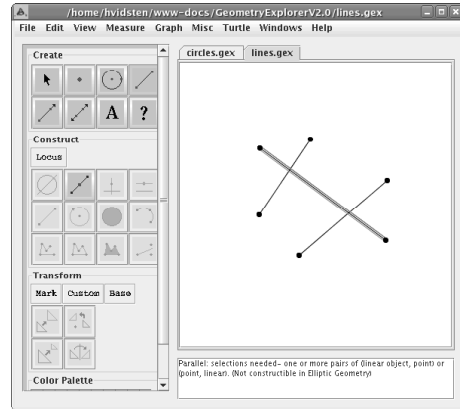 /home/hvidsten/www-docs/GeometryExplorerV2.0/lines.gex
File Edit View Measure Graph Misc Turtle Windows Help
Create
circles.gex lines.gex
A ?
Construct
Locus
Transform
Mark Custom Base
Color Palette
Parallel: selections needed- one or more pairs of (linear object, point) or
(point, linear). (Not constructible in Elliptic Geometry)